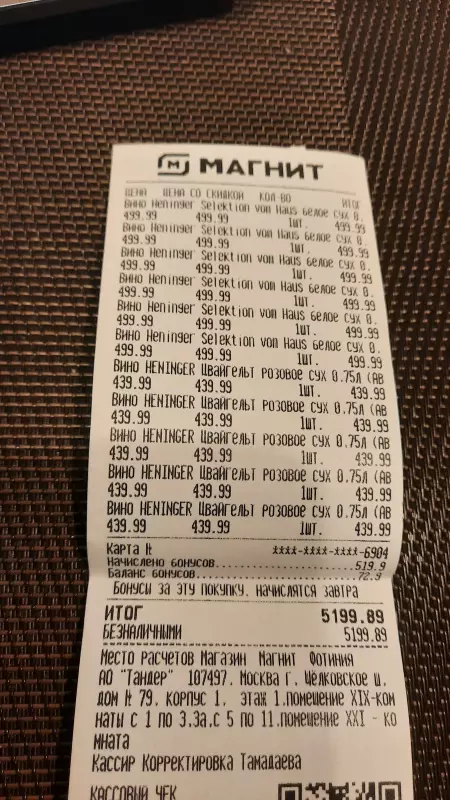 МАГНИТ
ЦЕНА ЦЕНА СО СКИДКОЙ КОЛ-ВО ИТОГ
ВИНО Heninger Selektion vom Haus белое сух 0.
499.99 499.99 1шт. 499.99
ВИНО Heninger Selektion vom Haus белое сух 0.
499.99 499.99 1шт. 499.99
ВИНО Heninger Selektion vom Haus белое сух 0.
499.99 499.99 1шт. 499.99
ВИНО Heninger Selektion vom Haus белое сух 0.
499.99 499.99 1шт. 499.99
ВИНО Heninger Selektion vom Haus белое сух 0.
499.99 499.99 1шт. 499.99
ВИНО Heninger Selektion vom Haus белое сух 0.
499.99 499.99 1шт. 499.99
ВИНО HENINGER Цвайгельт РОЗОВОЕ СУХ 0.75Л (АВ
439.99 439.99 1шт. 439.99
ВИНО HENINGER Цвайгельт РОЗОВОЕ СУХ 0.75Л (АВ
439.99 439.99 1шт. 439.99
ВИНО HENINGER Цвайгельт РОЗОВОЕ СУХ 0.75Л (АВ
439.99 439.99 1шт. 439.99
ВИНО HENINGER Цвайгельт РОЗОВОЕ СУХ 0.75Л (АВ
439.99 439.99 1шт. 439.99
ВИНО HENINGER Цвайгельт РОЗОВОЕ СУХ 0.75Л (АВ
439.99 439.99 1шт. 439.99
Карта № ****-****-****-6904
Начислено бонусов..................519.9
Баланс бонусов.....................72.9
Бонусы за эту покупку, начислятся завтра
ИТОГ 5199.89
БЕЗНАЛИЧНЫМИ 5199.89
Место расчетов Магазин Магнит Фотиния
АО "Тандер" 107497, Москва г, Щёлковское ш,
дом № 79, корпус 1, этаж 1.помещение XIX-ком
наты с 1 по 3,3а,с 5 по 11.помещение XXI - ко
мната
Кассир Корректировка Тамадаева
КАССОВЫЙ ЧЕК